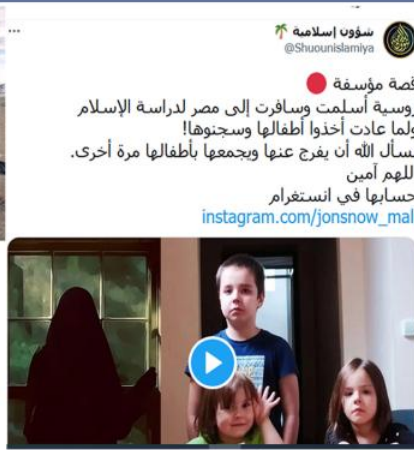 شؤون إسلامية
@Shuounislamiya
قصة مؤسفة
روسية أسلمت وسافرت إلى مصر لدراسة الإسلام
ولما عادت أخذوا أطفالها وسجنوها!
نسأل الله أن يفرج عنها ويجمعها بأطفالها مرة أخرى.
اللهم آمين
حسابها في انستغرام
instagram.com/jonsnow_mal